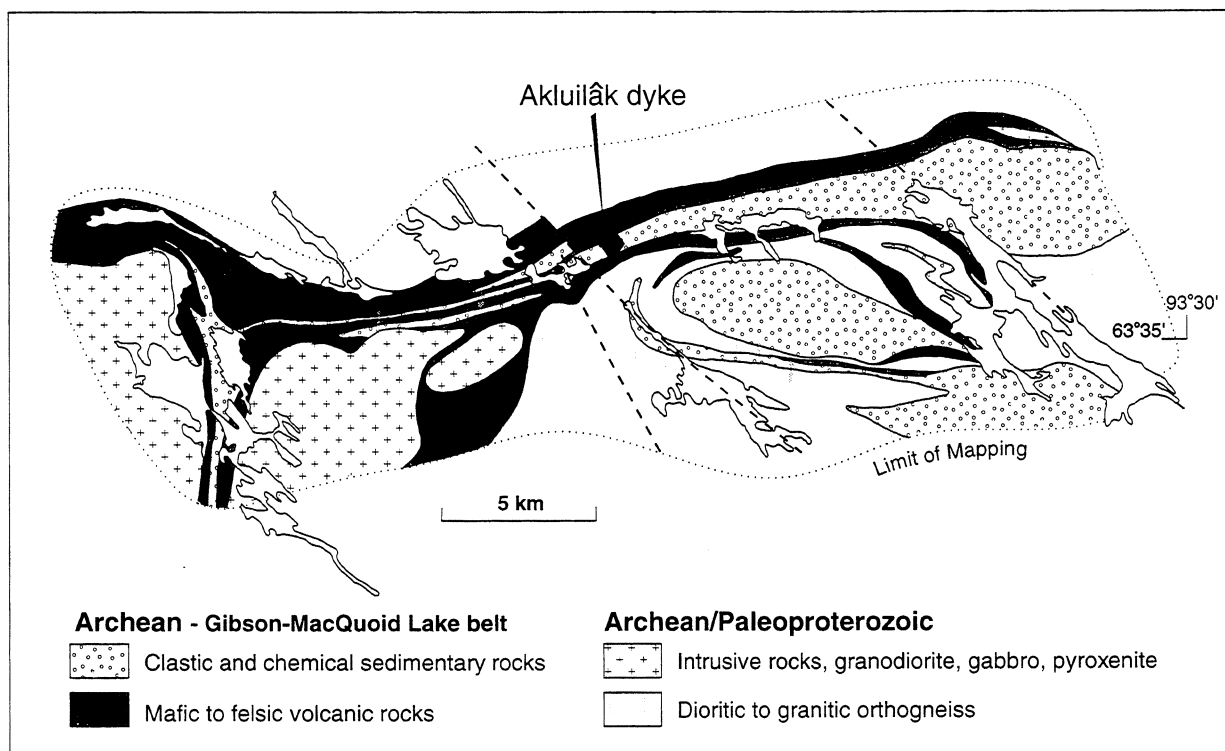 Akluilâk dyke
93°30'
63°35'
Limit of Mapping
5 km
Archean - Gibson-MacQuoid Lake belt
Clastic and chemical sedimentary rocks
Mafic to felsic volcanic rocks
Archean/Paleoproterozoic
Intrusive rocks, granodiorite, gabbro, pyroxenite
Dioritic to granitic orthogneiss